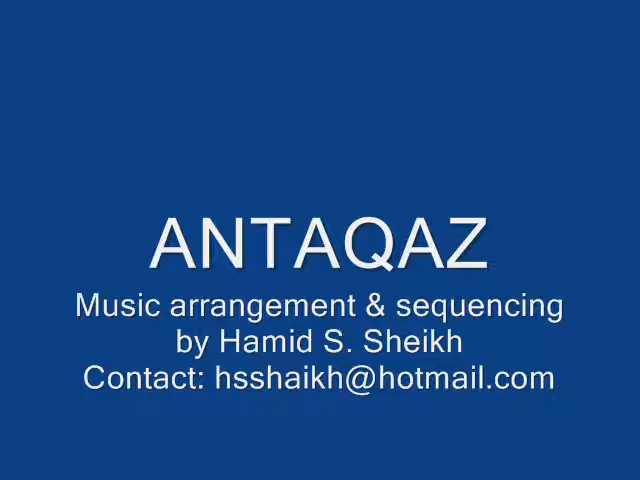 ANTAQAZ
Music arrangement & sequencing
by Hamid S. Sheikh
Contact: hsshaikh@hotmail.com